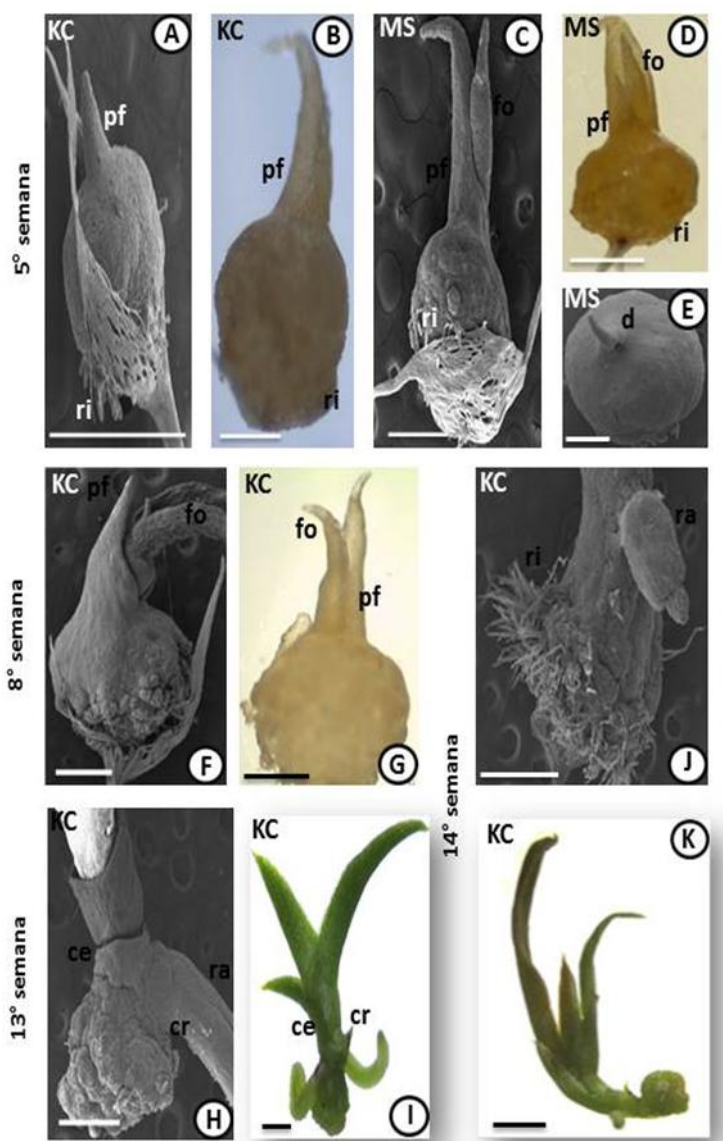 5° semana
KC
A
pf
ri
KC
B
pf
ri
MS
C
fo
pf
ri
MS
D
fo
pf
ri
MS
E
d
8° semana
KC
pf
fo
F
KC
fo
pf
G
14° semana
KC
ra
ri
J
13° semana
KC
ce
ra
cr
H
KC
ce
cr
I
KC
K